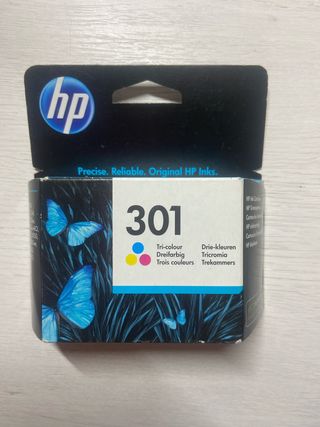 hp
Precise. Reliable. Original HP Inks.
301
Tri-colour
Dreifarbig
Trois couleurs
Drie-kleuren
Tricromia
Trekammers